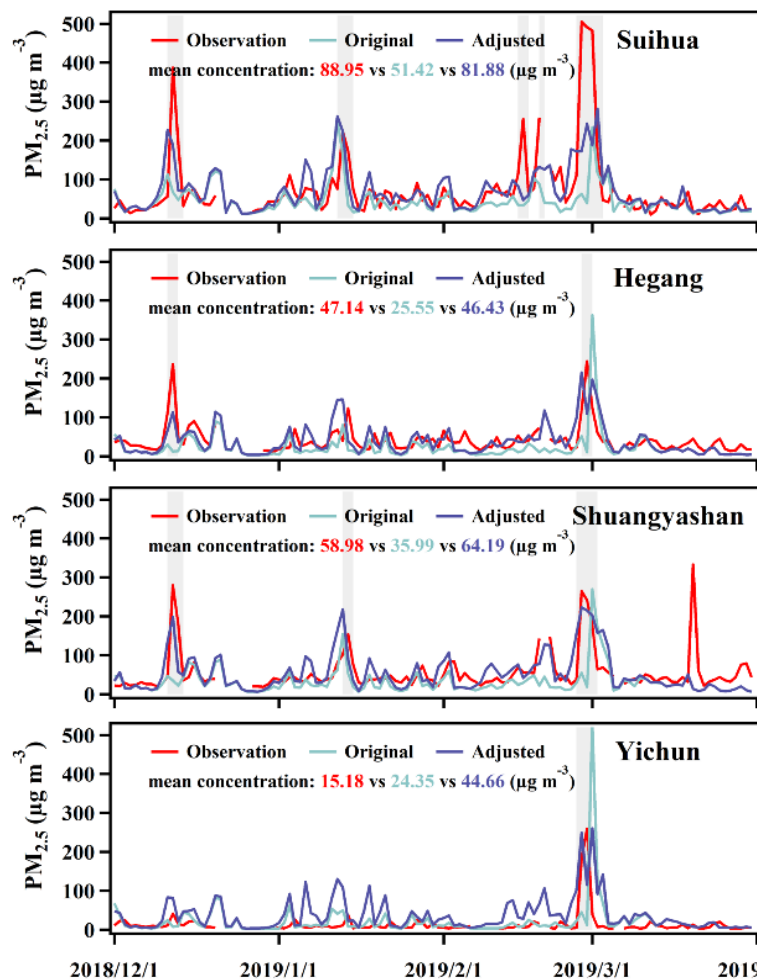 500
400
300
200
100
0
PM2.5 (µg m-3)
Observation Original Adjusted
Suihua
mean concentration: 88.95 vs 51.42 vs 81.88 (µg m-3)
500
400
300
200
100
0
PM2.5 (µg m-3)
Observation Original Adjusted
Hegang
mean concentration: 47.14 vs 25.55 vs 46.43 (µg m-3)
500
400
300
200
100
0
PM2.5 (µg m-3)
Observation Original Adjusted
Shuangyashan
mean concentration: 58.98 vs 35.99 vs 64.19 (µg m-3)
500
400
300
200
100
0
PM2.5 (µg m-3)
Observation Original Adjusted
Yichun
mean concentration: 15.18 vs 24.35 vs 44.66 (µg m-3)
2018/12/1 2019/1/1 2019/2/1 2019/3/1 2019